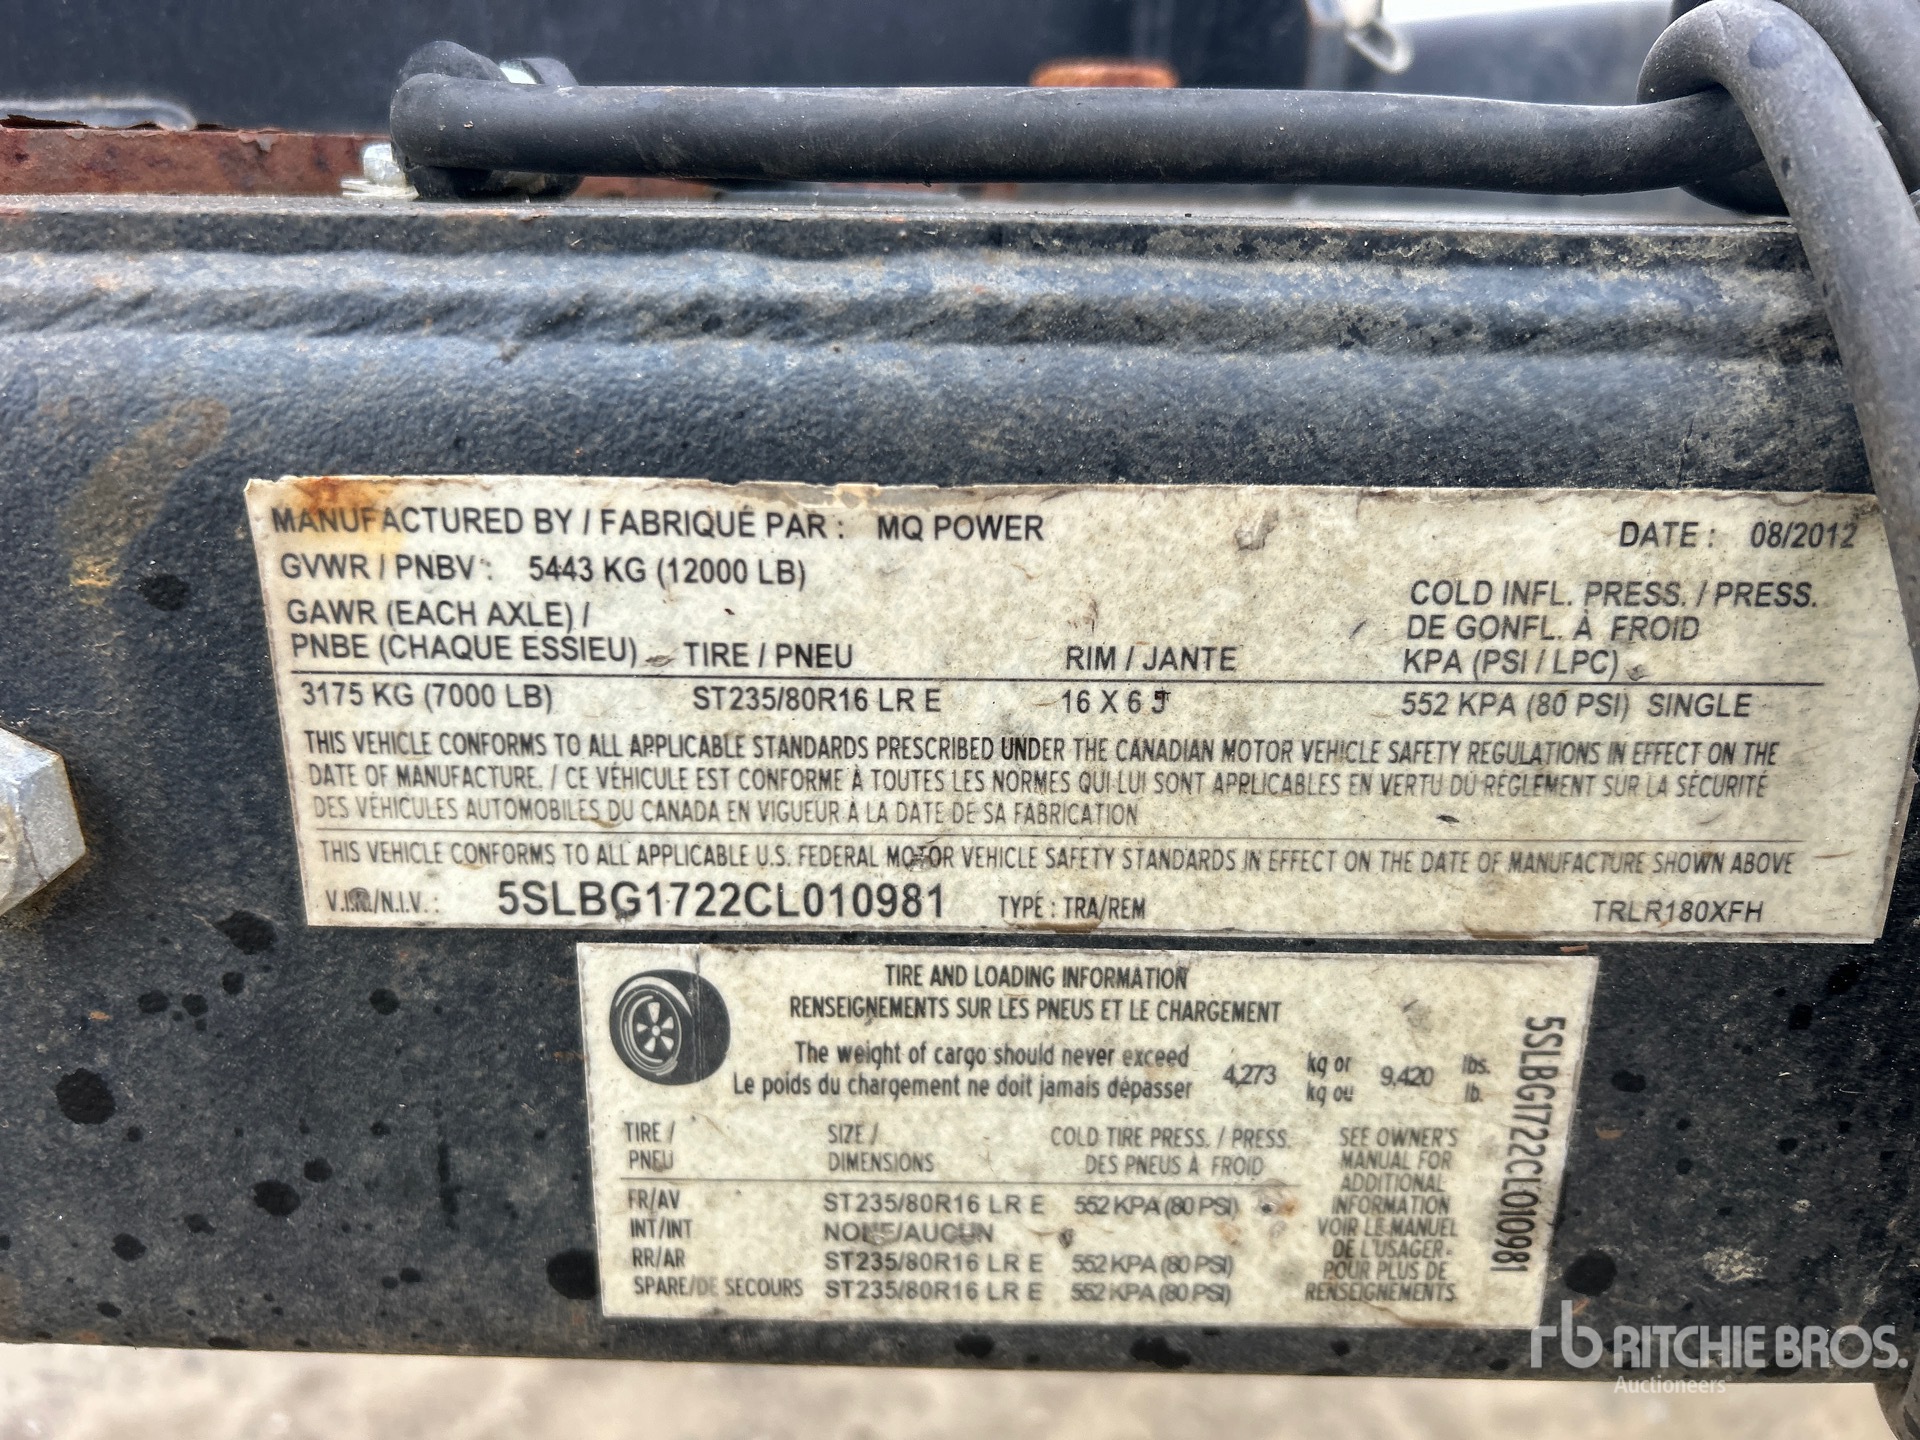 MANUFACTURED BY / FABRIQUÉ PAR : MQ POWER DATE : 08/2012
GVWR / PNBV : 5443 KG (12000 LB)
GAWR (EACH AXLE) / COLD INFL. PRESS. / PRESS.
DE GONFL. À FROID
PNBE (CHAQUE ESSIEU) TIRE / PNEU RIM / JANTE KPA (PSI / LPC)
3175 KG (7000 LB) ST235/80R16 LR E 16 X 6J 552 KPA (80 PSI) SINGLE
THIS VEHICLE CONFORMS TO ALL APPLICABLE STANDARDS PRESCRIBED UNDER THE CANADIAN MOTOR VEHICLE SAFETY REGULATIONS IN EFFECT ON THE
DATE OF MANUFACTURE. / CE VÉHICULE EST CONFORME À TOUTES LES NORMES QUI LUI SONT APPLICABLES EN VERTU DU RÈGLEMENT SUR LA SÉCURITÉ
DES VÉHICULES AUTOMOBILES DU CANADA EN VIGUEUR À LA DATE DE SA FABRICATION
THIS VEHICLE CONFORMS TO ALL APPLICABLE U.S. FEDERAL MOTOR VEHICLE SAFETY STANDARDS IN EFFECT ON THE DATE OF MANUFACTURE SHOWN ABOVE
V.I.N/N.I.V. : 5SLBG1722CL010981 TYPE : TRA/REM TRLR180XFH
TIRE AND LOADING INFORMATION
RENSEIGNEMENTS SUR LES PNEUS ET LE CHARGEMENT
The weight of cargo should never exceed 4,273 kg or 9,420 lbs.
Le poids du chargement ne doit jamais dépasser kg ou lb.
TIRE / SIZE / COLD TIRE PRESS. / PRESS.
PNEU DIMENSIONS DES PNEUS À FROID
FR/AV ST235/80R16 LR E 552 KPA (80 PSI)
INT/INT NONE/AUCUN
RR/AR ST235/80R16 LR E 552 KPA (80 PSI)
SPARE/DE SECOURS ST235/80R16 LR E 552 KPA (80 PSI)
SEE OWNER'S
MANUAL FOR
ADDITIONAL
INFORMATION
VOIR LE MANUEL
DE L'USAGER
POUR PLUS DE
RENSEIGNEMENTS
5SLBG1722CL010981
rb RITCHIE BROS.
Auctioneers